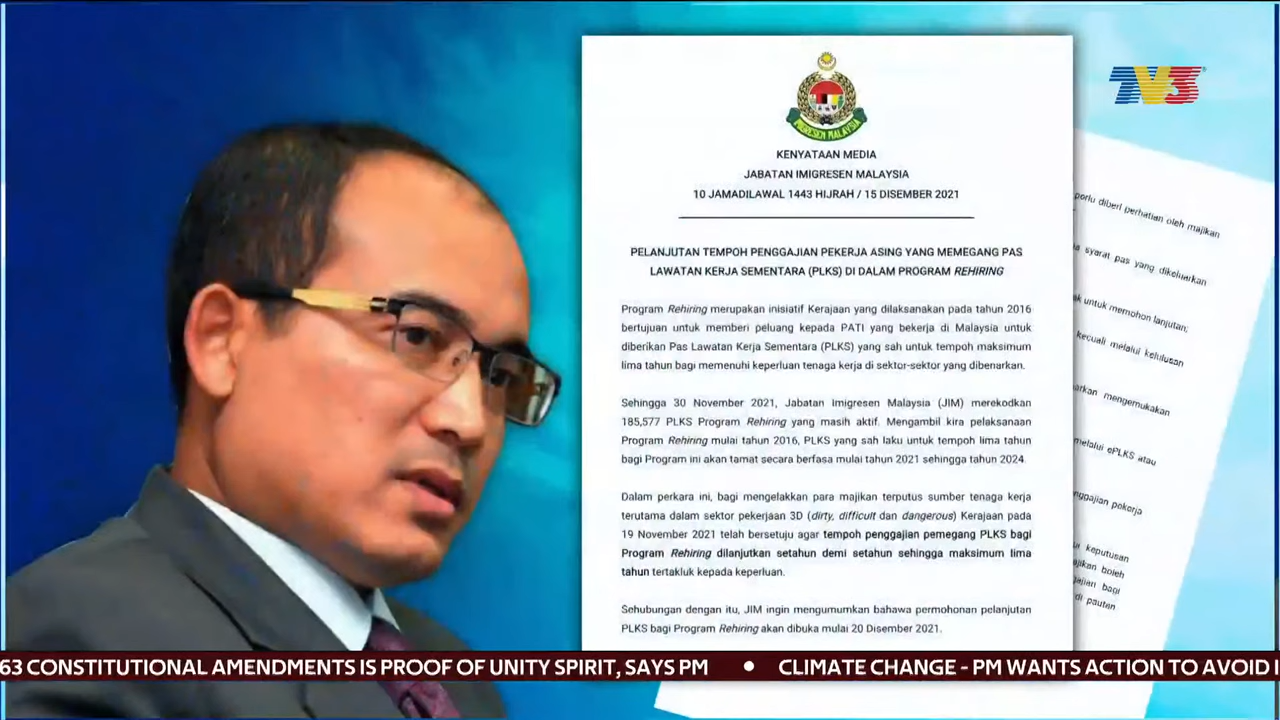 TV3
IMIGRESEN MALAYSIA
KENYATAAN MEDIA
JABATAN IMIGRESEN MALAYSIA
10 JAMADILAWAL 1443 HIJRAH / 15 DISEMBER 2021
PELANJUTAN TEMPOH PENGGAJIAN PEKERJA ASING YANG MEMEGANG PAS
LAWATAN KERJA SEMENTARA (PLKS) DI DALAM PROGRAM REHIRING
Program Rehiring merupakan inisiatif Kerajaan yang dilaksanakan pada tahun 2016
bertujuan untuk memberi peluang kepada PATI yang bekerja di Malaysia untuk
diberikan Pas Lawatan Kerja Sementara (PLKS) yang sah untuk tempoh maksimum
lima tahun bagi memenuhi keperluan tenaga kerja di sektor-sektor yang dibenarkan.
Sehingga 30 November 2021, Jabatan Imigresen Malaysia (JIM) merekodkan
185,577 PLKS Program Rehiring yang masih aktif. Mengambil kira pelaksanaan
Program Rehiring mulai tahun 2016, PLKS yang sah laku untuk tempoh lima tahun
bagi Program ini akan tamat secara berfasa mulai tahun 2021 sehingga tahun 2024.
Dalam perkara ini, bagi mengelakkan para majikan terputus sumber tenaga kerja
terutama dalam sektor pekerjaan 3D (dirty, difficult dan dangerous) Kerajaan pada
19 November 2021 telah bersetuju agar tempoh penggajian pemegang PLKS bagi
Program Rehiring dilanjutkan setahun demi setahun sehingga maksimum lima
tahun tertakluk kepada keperluan.
Sehubungan dengan itu, JIM ingin mengumumkan bahawa permohonan pelanjutan
PLKS bagi Program Rehiring akan dibuka mulai 20 Disember 2021.
perlu diberi perhatian oleh majikan
syarat pas yang dikeluarkan
untuk memohon lanjutan;
kecuali melalui kelulusan
mengemukakan
melalui ePLKS atau
pekerja
keputusan
boleh
bagi
di pautan
63 CONSTITUTIONAL AMENDMENTS IS PROOF OF UNITY SPIRIT, SAYS PM • CLIMATE CHANGE - PM WANTS ACTION TO AVOID